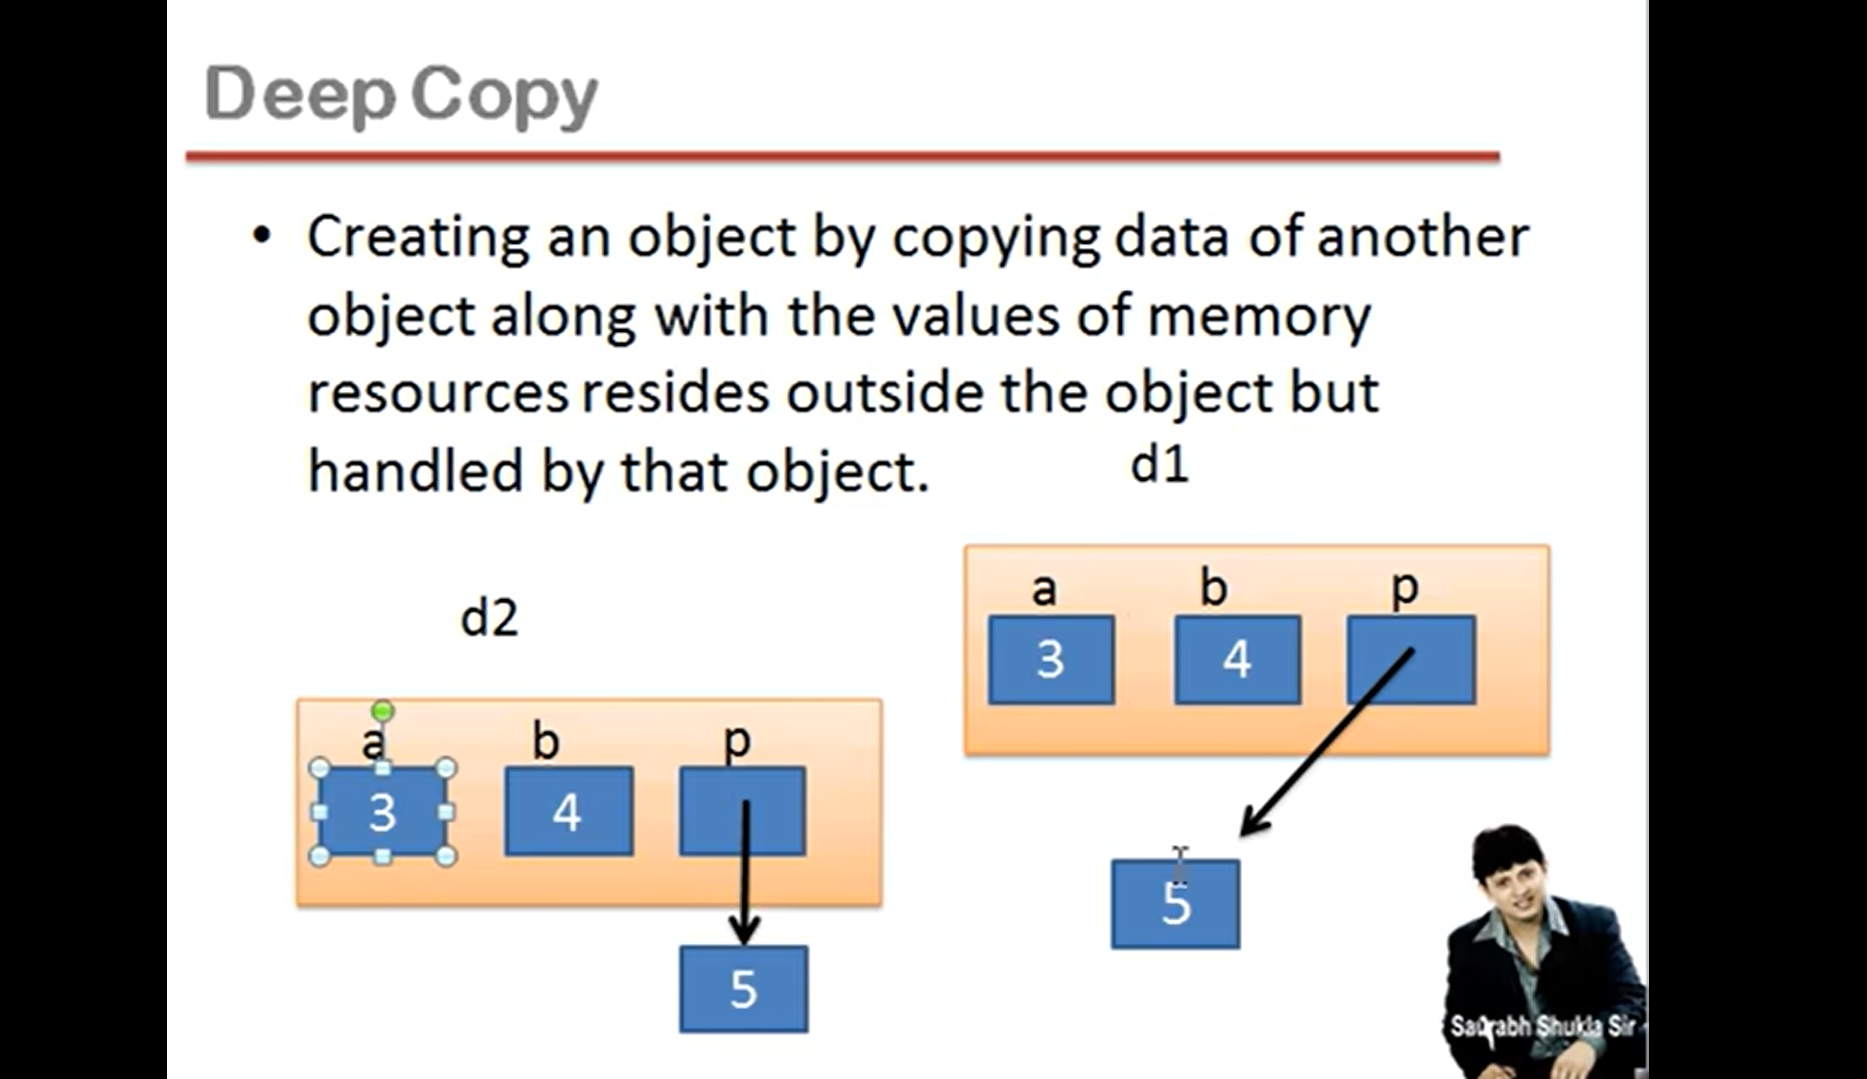 Deep Copy
• Creating an object by copying data of another
object along with the values of memory
resources resides outside the object but
handled by that object.
d1
a b p
3 4
5
d2
a b p
3 4
5
Saurabh Shukla Sir